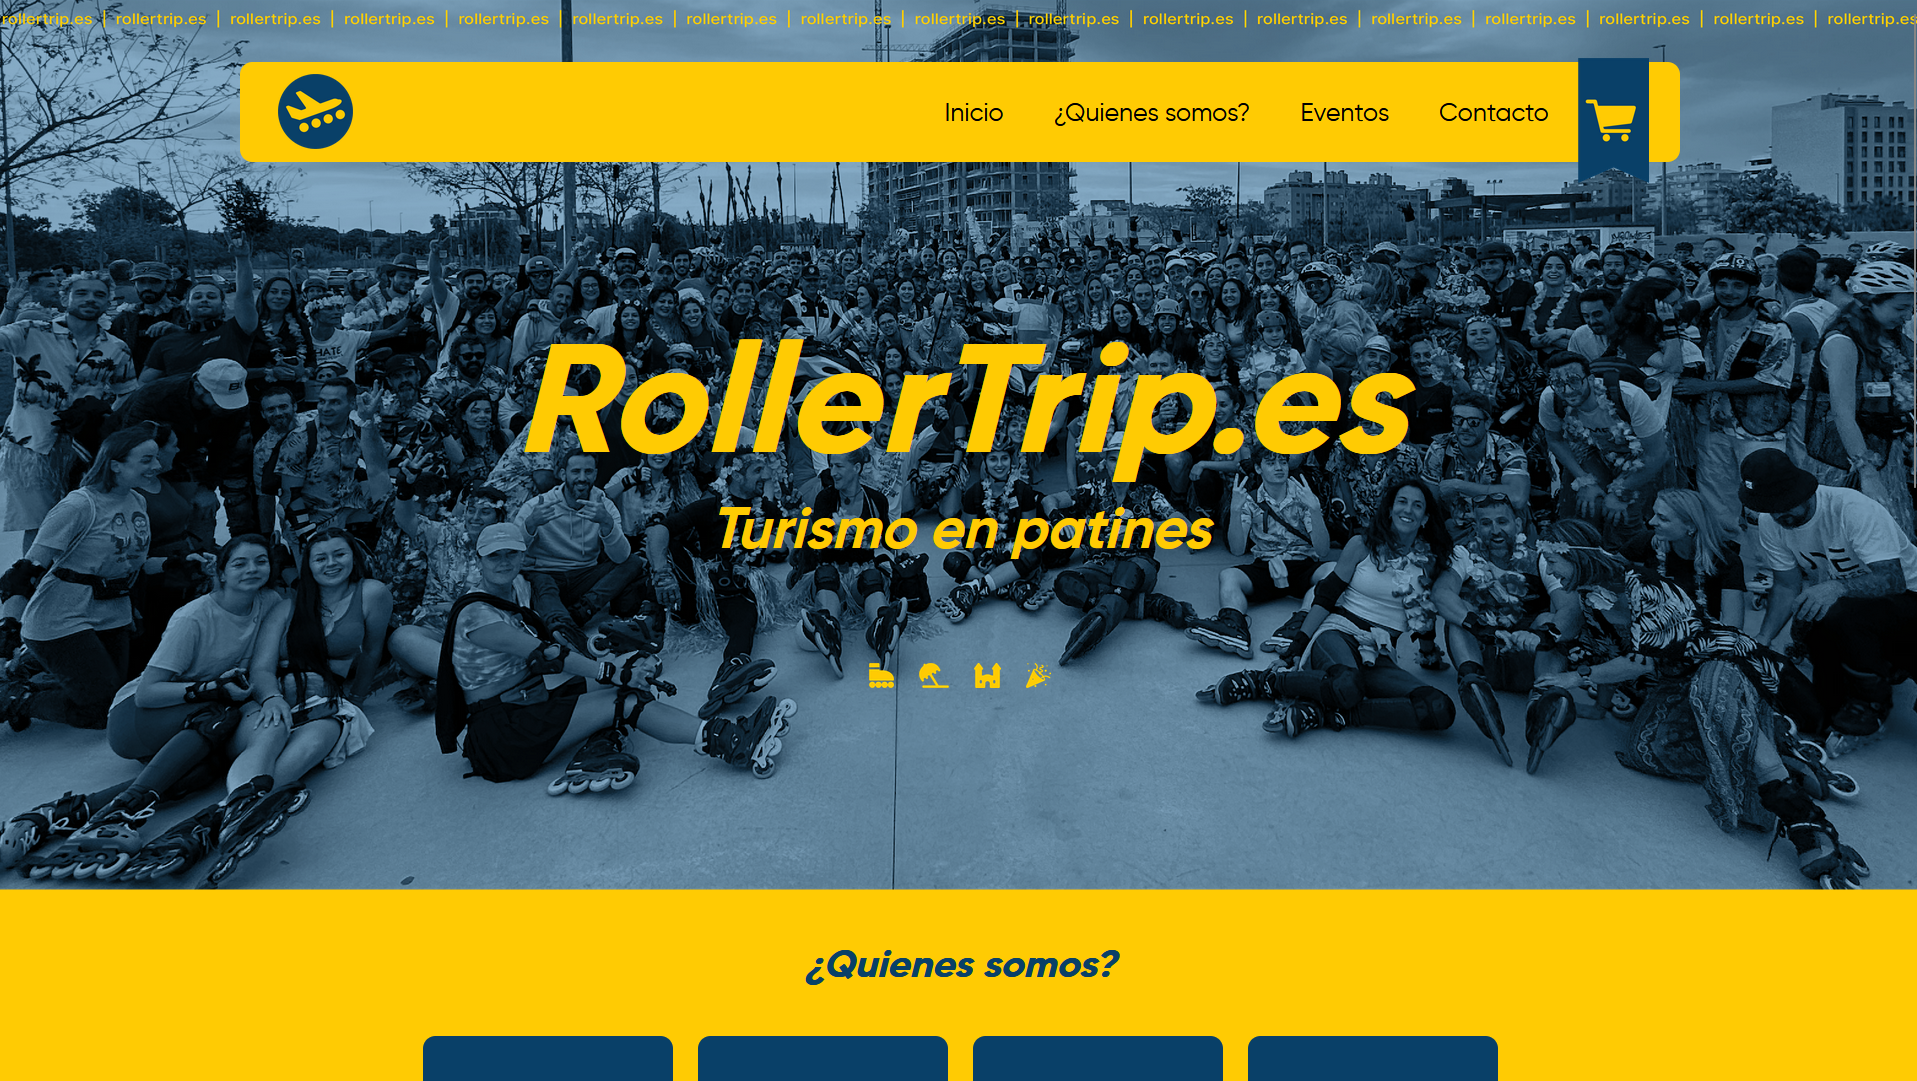 rollertrip.es | rollertrip.es | rollertrip.es | rollertrip.es | rollertrip.es | rollertrip.es | rollertrip.es | rollertrip.es | rollertrip.es | rollertrip.es | rollertrip.es | rollertrip.es | rollertrip.es | rollertrip.es | rollertrip.es | rollertrip.es | rollertrip.es
Inicio ¿Quienes somos? Eventos Contacto
RollerTrip.es
Turismo en patines
¿Quienes somos?